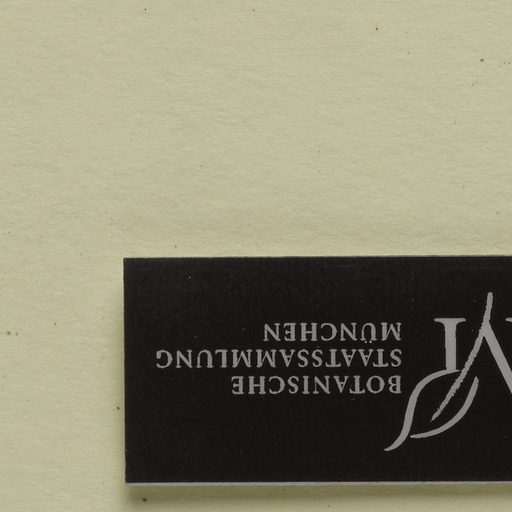 BOTANISCHE
STAATSSAMMLUNG
MÜNCHEN
M